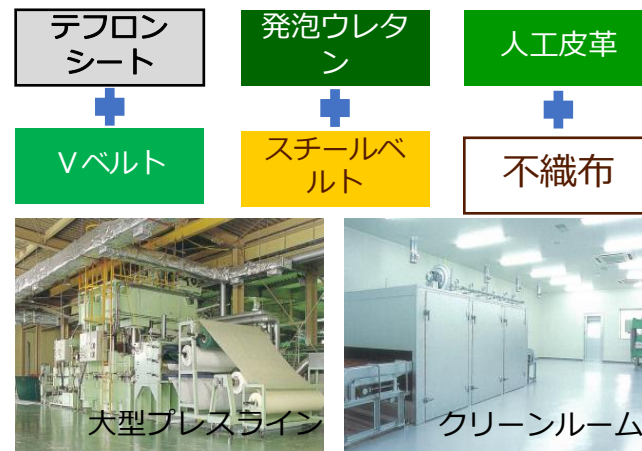 テフロン
シート
発泡ウレタ
ン
人工皮革
Ｖベルト
スチールベ
ルト
不織布
大型プレスライン
クリーンルーム